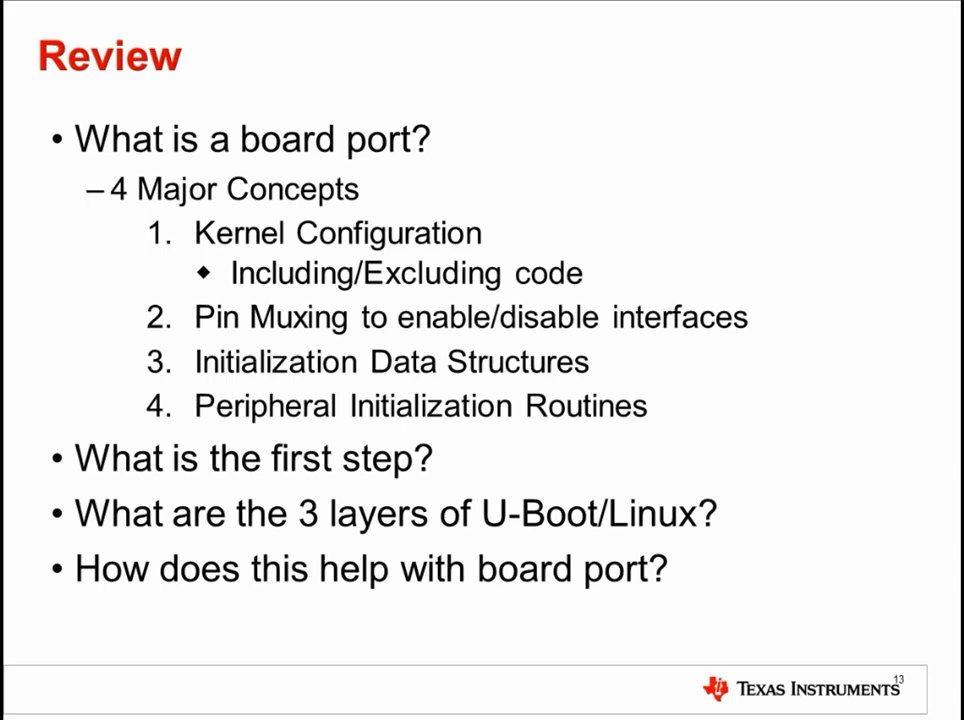 Review
• What is a board port?
– 4 Major Concepts
1. Kernel Configuration
◆ Including/Excluding code
2. Pin Muxing to enable/disable interfaces
3. Initialization Data Structures
4. Peripheral Initialization Routines
• What is the first step?
• What are the 3 layers of U-Boot/Linux?
• How does this help with board port?
13
TEXAS INSTRUMENTS